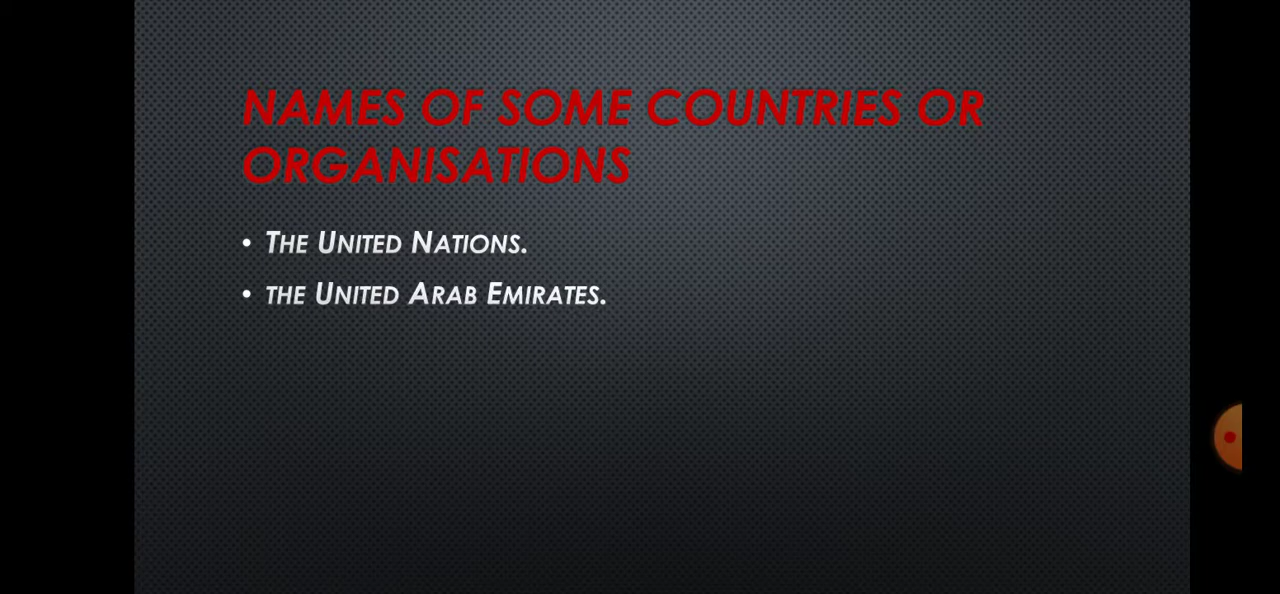 NAMES OF SOME COUNTRIES OR
ORGANISATIONS
• THE UNITED NATIONS.
• THE UNITED ARAB EMIRATES.